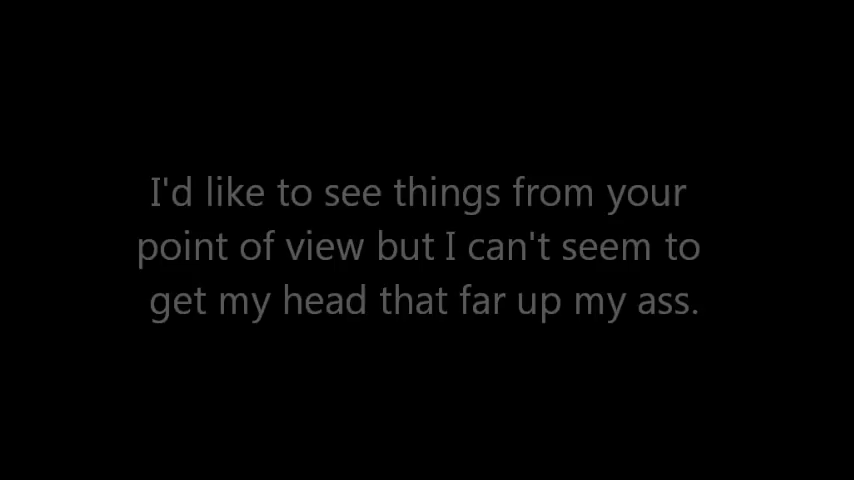 I'd like to see things from your
point of view but I can't seem to
get my head that far up my ass.